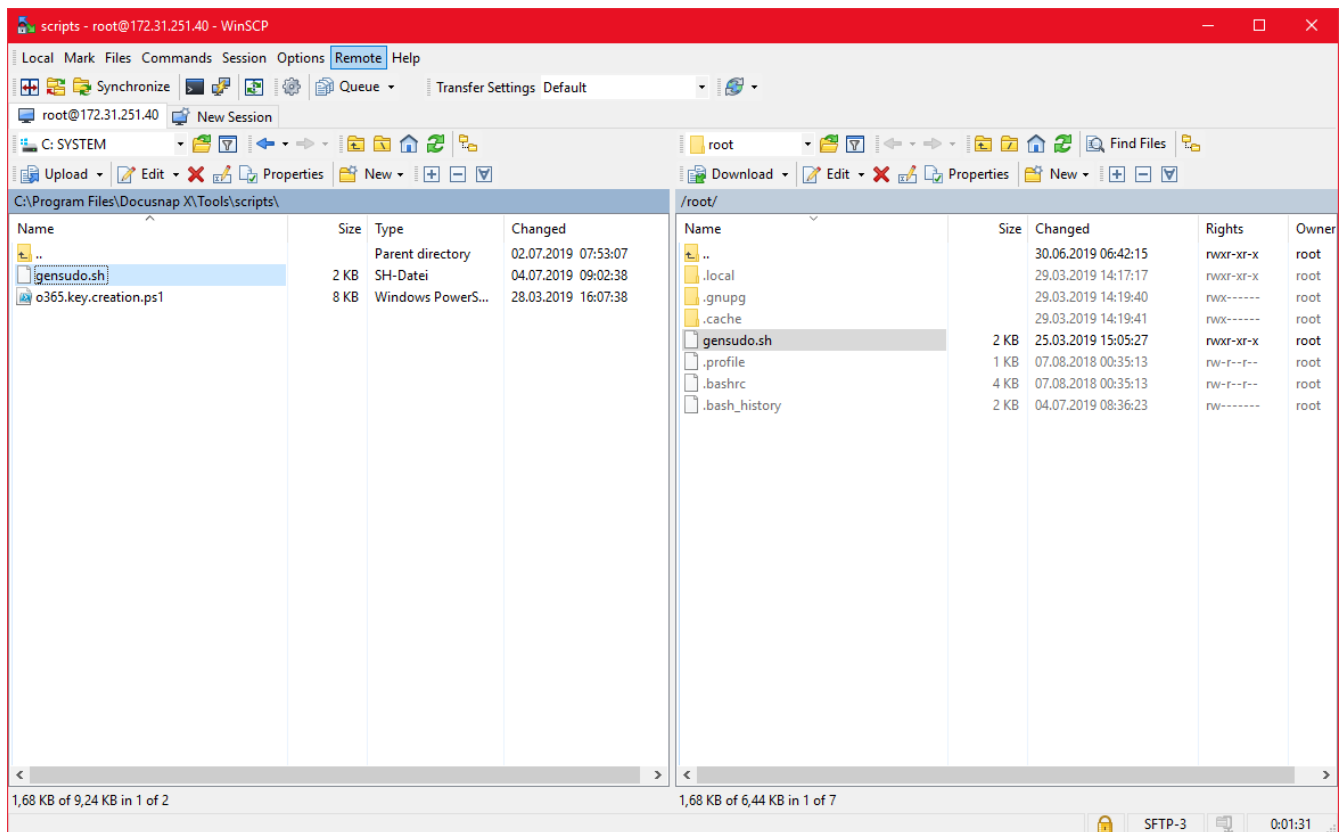 scripts - root@172.31.251.40 - WinSCP
Local Mark Files Commands Session Options Remote Help
Synchronize Queue Transfer Settings Default
root@172.31.251.40 New Session
C: SYSTEM
root Find Files
Upload Edit Properties New
Download Edit Properties New
C:\Program Files\Docusnap X\Tools\scripts\
Name Size Type Changed
.. Parent directory 02.07.2019 07:53:07
gensudo.sh 2 KB SH-Datei 04.07.2019 09:02:38
o365.key.creation.ps1 8 KB Windows PowerS... 28.03.2019 16:07:38
1,68 KB of 9,24 KB in 1 of 2
/root/
Name Size Changed Rights Owner
.. 30.06.2019 06:42:15 rwxr-xr-x root
.local 29.03.2019 14:17:17 rwxr-xr-x root
.gnupg 29.03.2019 14:19:40 rwx------ root
.cache 29.03.2019 14:19:41 rwx------ root
gensudo.sh 2 KB 25.03.2019 15:05:27 rwxr-xr-x root
.profile 1 KB 07.08.2018 00:35:13 rw-r--r-- root
.bashrc 4 KB 07.08.2018 00:35:13 rw-r--r-- root
.bash_history 2 KB 04.07.2019 08:36:23 rw------- root
1,68 KB of 6,44 KB in 1 of 7
SFTP-3 0:01:31